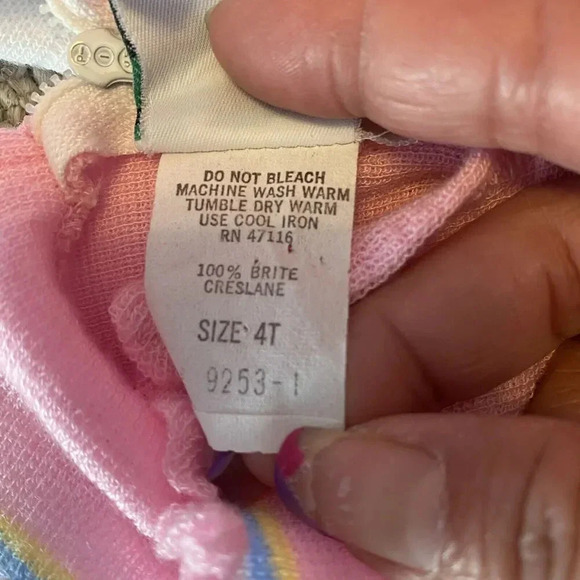 DO NOT BLEACH
MACHINE WASH WARM
TUMBLE DRY WARM
USE COOL IRON
RN 47116
100% BRITE
CRESLANE
SIZE: 4T
9253-1